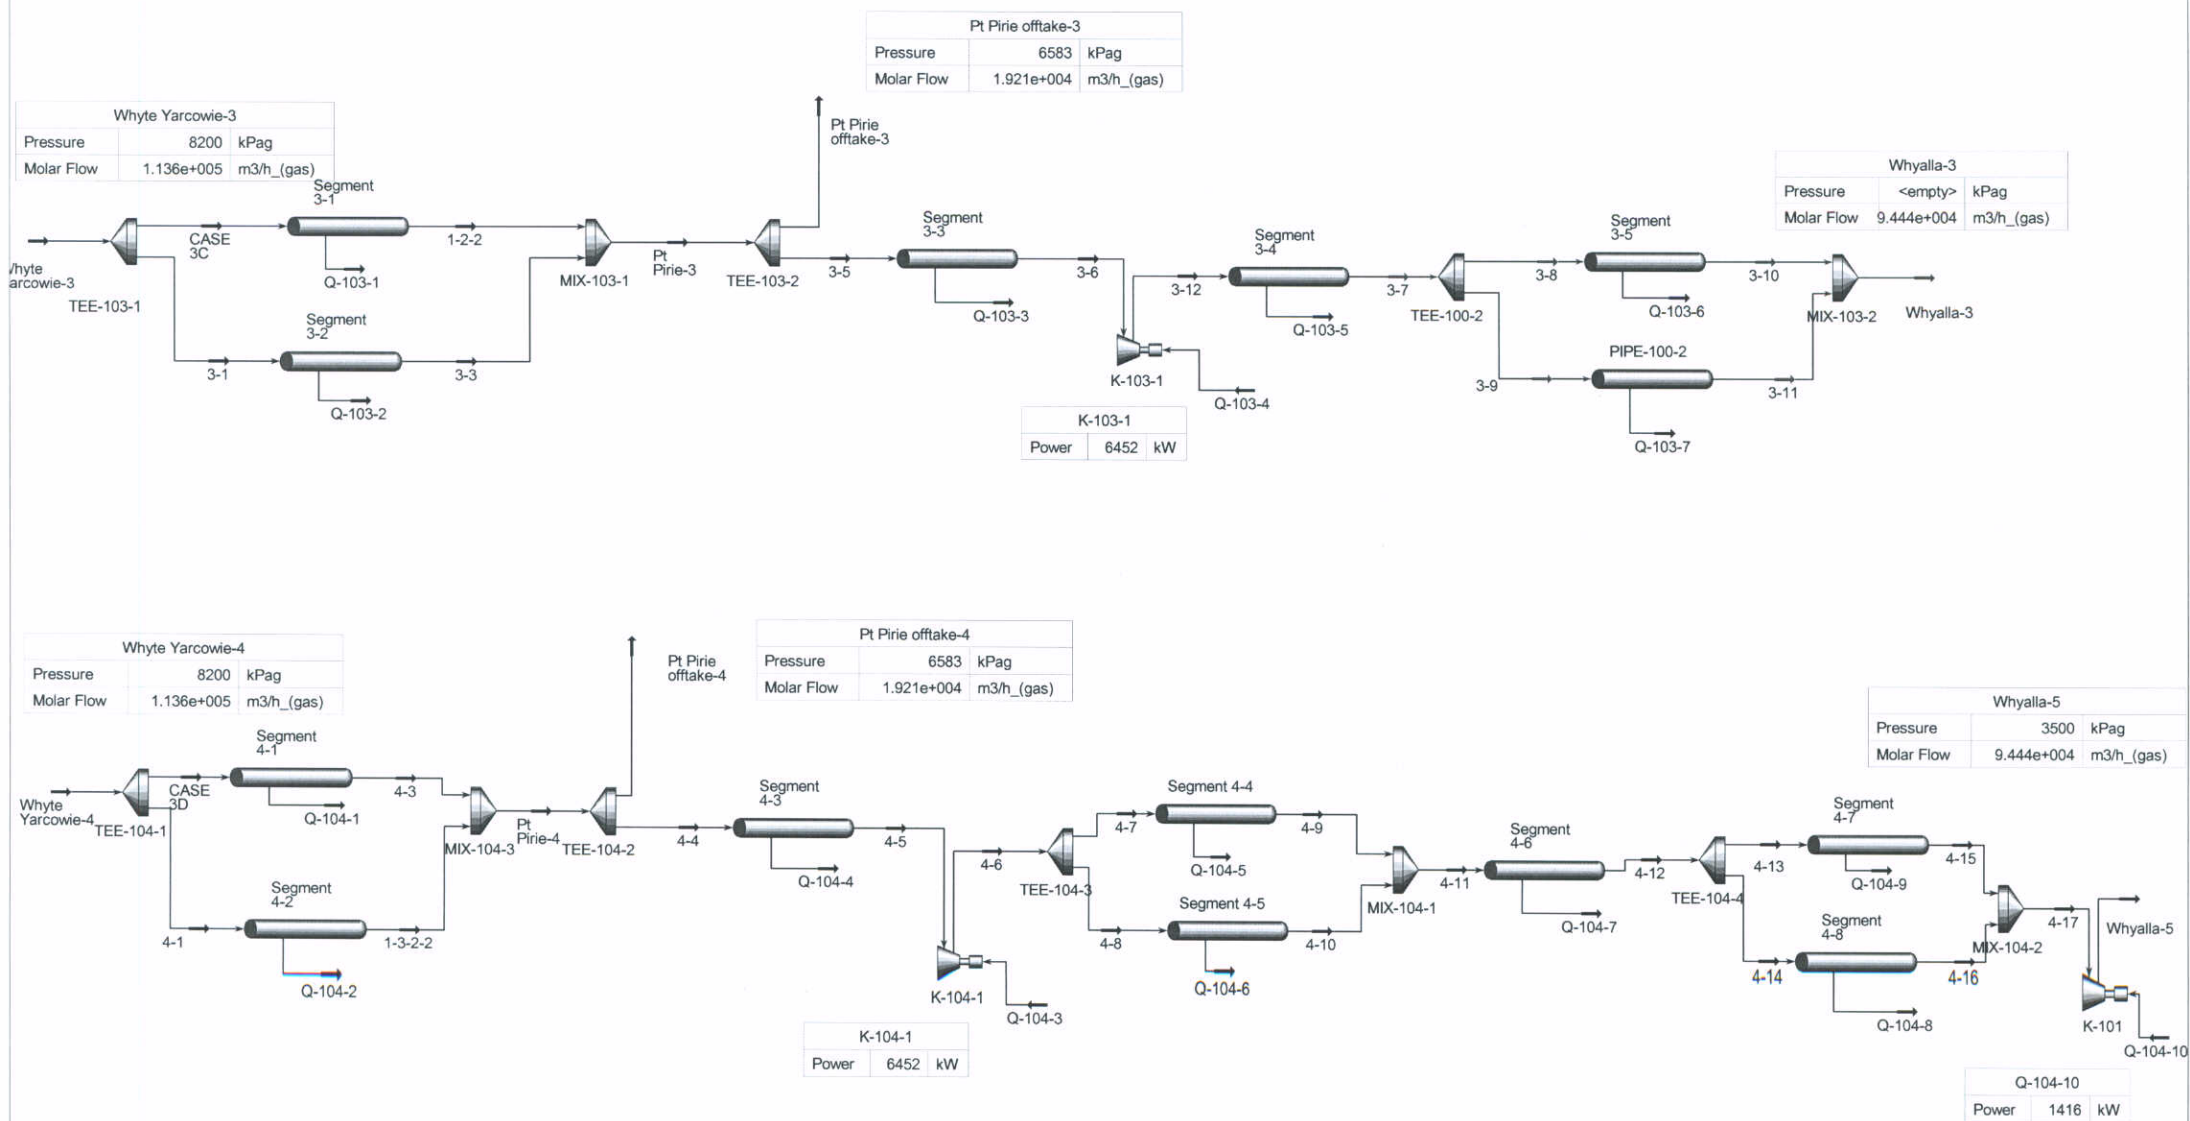 Pt Pirie offtake-3
Pressure 6583 kPag
Molar Flow 1.921e+004 m3/h_(gas)
Whyte Yarcowie-3
Pressure 8200 kPag
Molar Flow 1.136e+005 m3/h_(gas)
Pt Pirie
offtake-3
Whyalla-3
Pressure <empty> kPag
Molar Flow 9.444e+004 m3/h_(gas)
Segment
3-1
CASE
3C
1-2-2
Q-103-1
hyte
arcowie-3
TEE-103-1
MIX-103-1
Pt
Pirie-3
TEE-103-2
3-5
Segment
3-3
3-6
Q-103-3
Segment
3-2
3-1
3-3
Q-103-2
Segment
3-4
3-12
3-7
Q-103-5
TEE-100-2
Segment
3-5
3-8
3-10
Q-103-6
MIX-103-2
Whyalla-3
PIPE-100-2
3-9
3-11
Q-103-7
K-103-1
Q-103-4
K-103-1
Power 6452 kW
Whyte Yarcowie-4
Pressure 8200 kPag
Molar Flow 1.136e+005 m3/h_(gas)
Pt Pirie
offtake-4
Pt Pirie offtake-4
Pressure 6583 kPag
Molar Flow 1.921e+004 m3/h_(gas)
Whyalla-5
Pressure 3500 kPag
Molar Flow 9.444e+004 m3/h_(gas)
Segment
4-1
CASE
3D
4-3
Q-104-1
Whyte
Yarcowie-4
TEE-104-1
MIX-104-3
Pt
Pirie-4
TEE-104-2
4-4
Segment
4-3
4-5
Q-104-4
Segment
4-2
4-1
1-3-2-2
Q-104-2
Segment 4-4
4-7
4-9
Q-104-5
4-6
TEE-104-3
Segment 4-5
4-8
4-10
Q-104-6
MIX-104-1
4-11
Segment
4-6
4-12
Q-104-7
TEE-104-4
Segment
4-7
4-13
4-15
Q-104-9
Segment
4-8
4-14
4-16
Q-104-8
MIX-104-2
4-17
Whyalla-5
K-101
Q-104-10
K-104-1
Q-104-3
K-104-1
Power 6452 kW
Q-104-10
Power 1416 kW